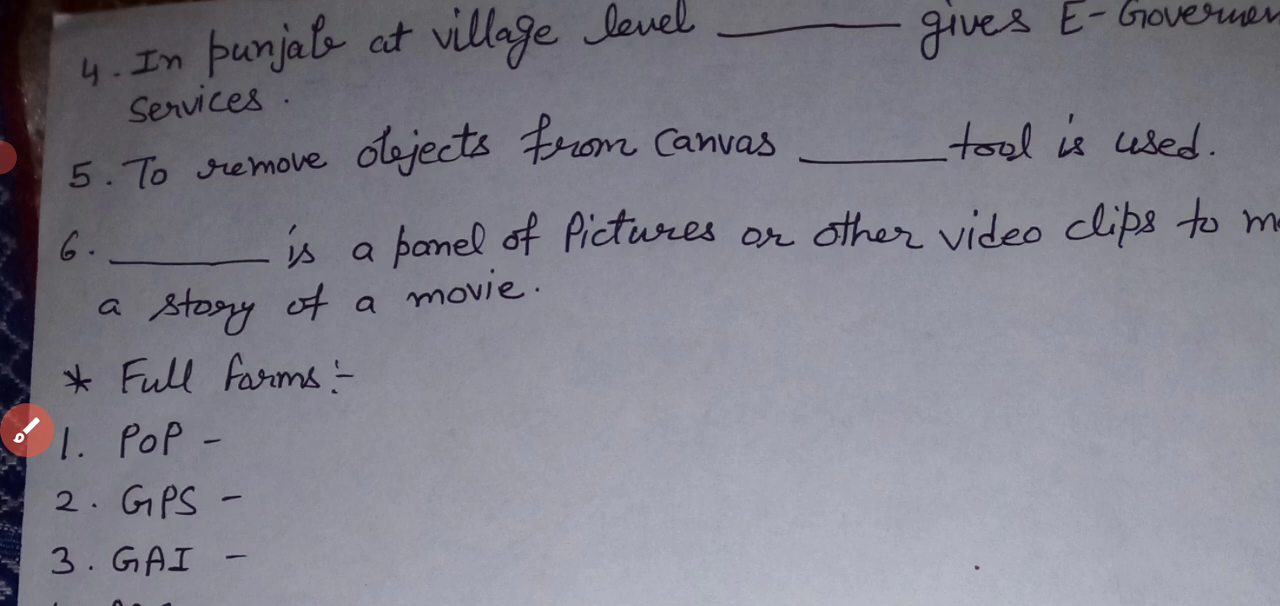 4. In punjab at village level ______ gives E-Governen
Services.
5. To remove objects from Canvas ______ tool is used.
6. ______ is a panel of Pictures or other video clips to m
a story of a movie.
* Full farms:-
1. POP -
2. GPS -
3. GAI -